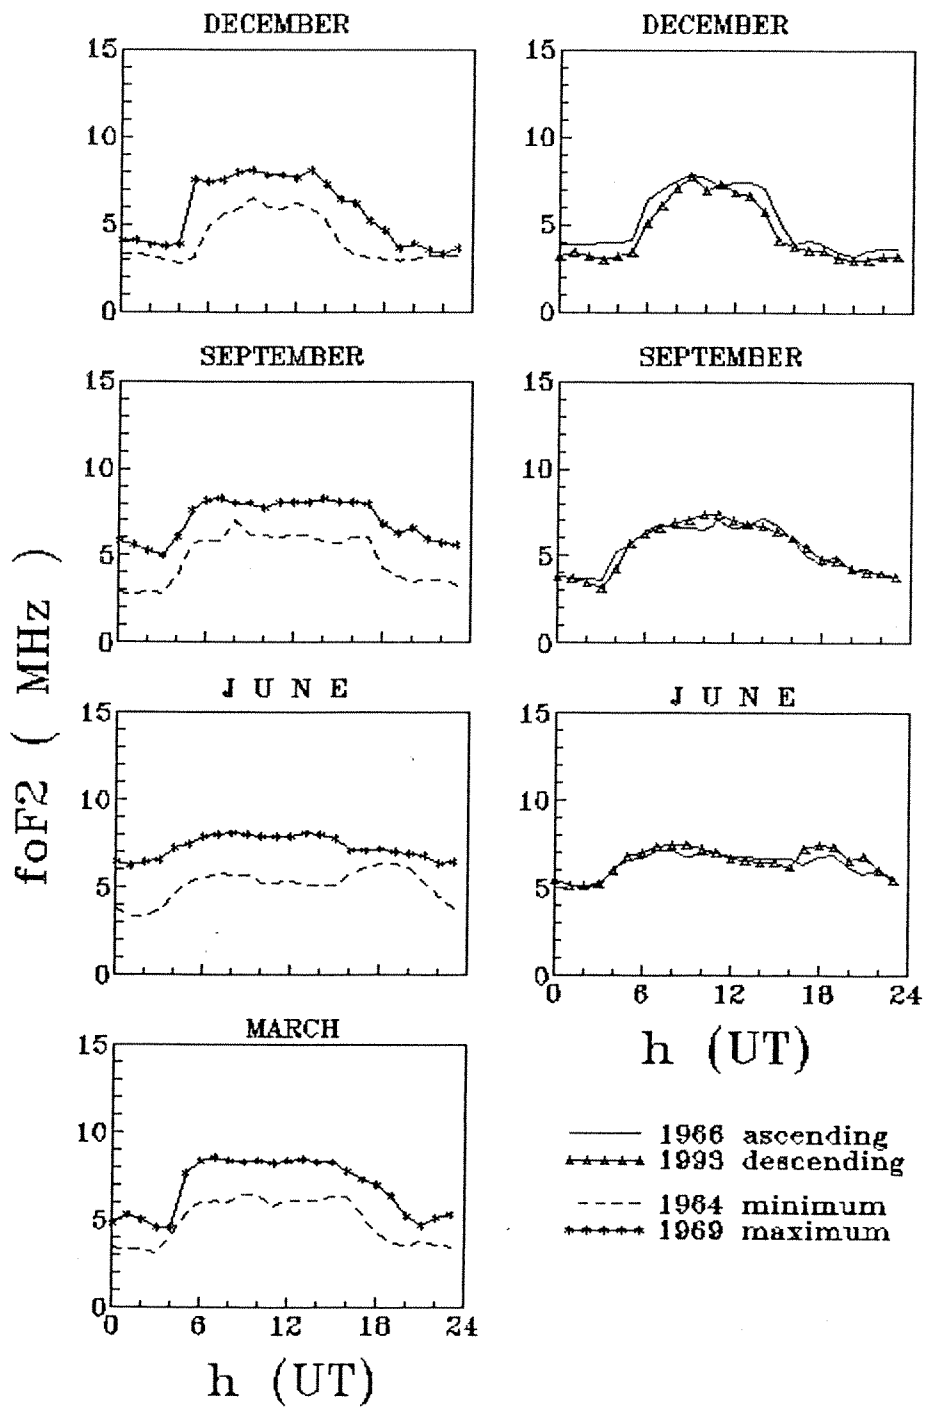 DECEMBER
15
10
5
0
DECEMBER
15
10
5
0
SEPTEMBER
15
10
5
0
SEPTEMBER
15
10
5
0
foF2 ( MHz )
J U N E
15
10
5
0
J U N E
15
10
5
0
0 6 12 18 24
h (UT)
MARCH
15
10
5
0
0 6 12 18 24
h (UT)
1966 ascending
1993 descending
1964 minimum
1969 maximum